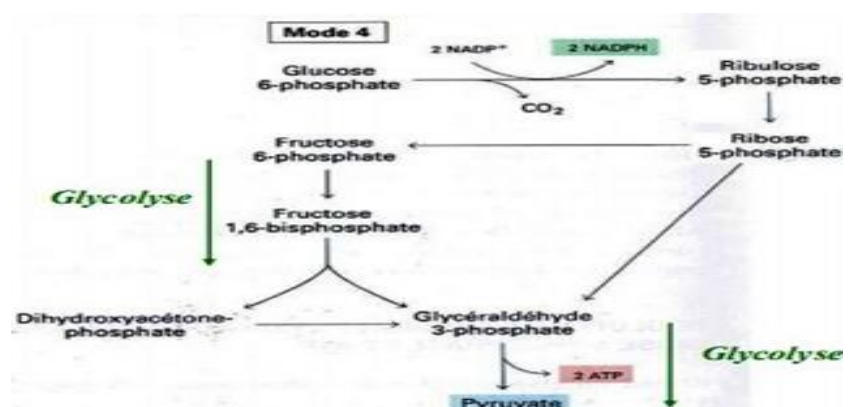 Mode 4
2 NADP+
2 NADPH
Glucose
6-phosphate
CO2
Ribulose
5-phosphate
Fructose
6-phosphate
Ribose
5-phosphate
Glycolyse
Fructose
1,6-bisphosphate
Dihydroxyacétone-
phosphate
Glycéraldéhyde
3-phosphate
Glycolyse
2 ATP
Pyruvate